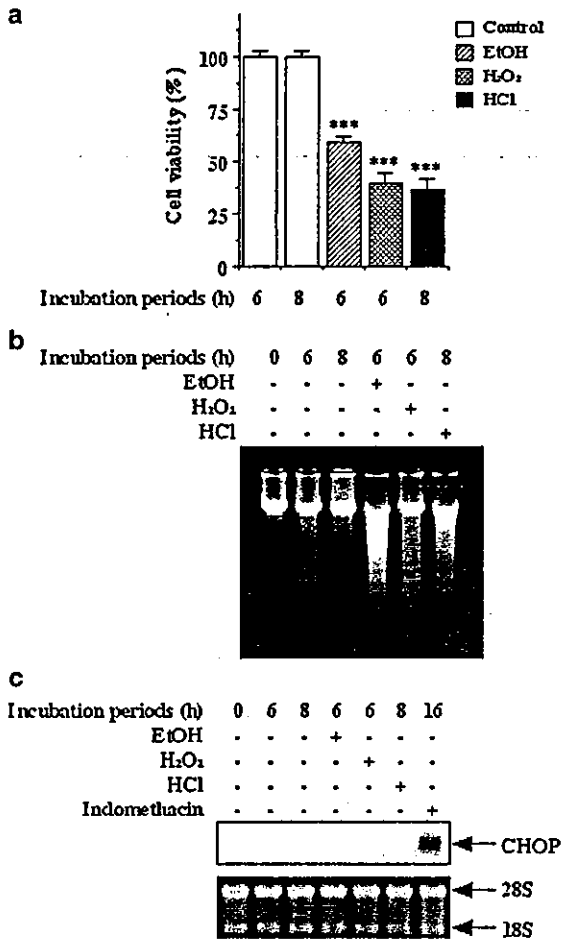 a
Control
EtOH
H₂O₂
HCl
Cell viability (%)
100
75
50
25
0
***
***
***
Incubation periods (h) 6 8 6 6 8
b
Incubation periods (h) 0 6 8 6 6 8
EtOH - - - + - -
H₂O₂ - - - - + -
HCl - - - - - +
c
Incubation periods (h) 0 6 8 6 6 8 16
EtOH - - - + - - -
H₂O₂ - - - - + - -
HCl - - - - - + -
Indomethacin - - - - - - +
CHOP
28S
18S